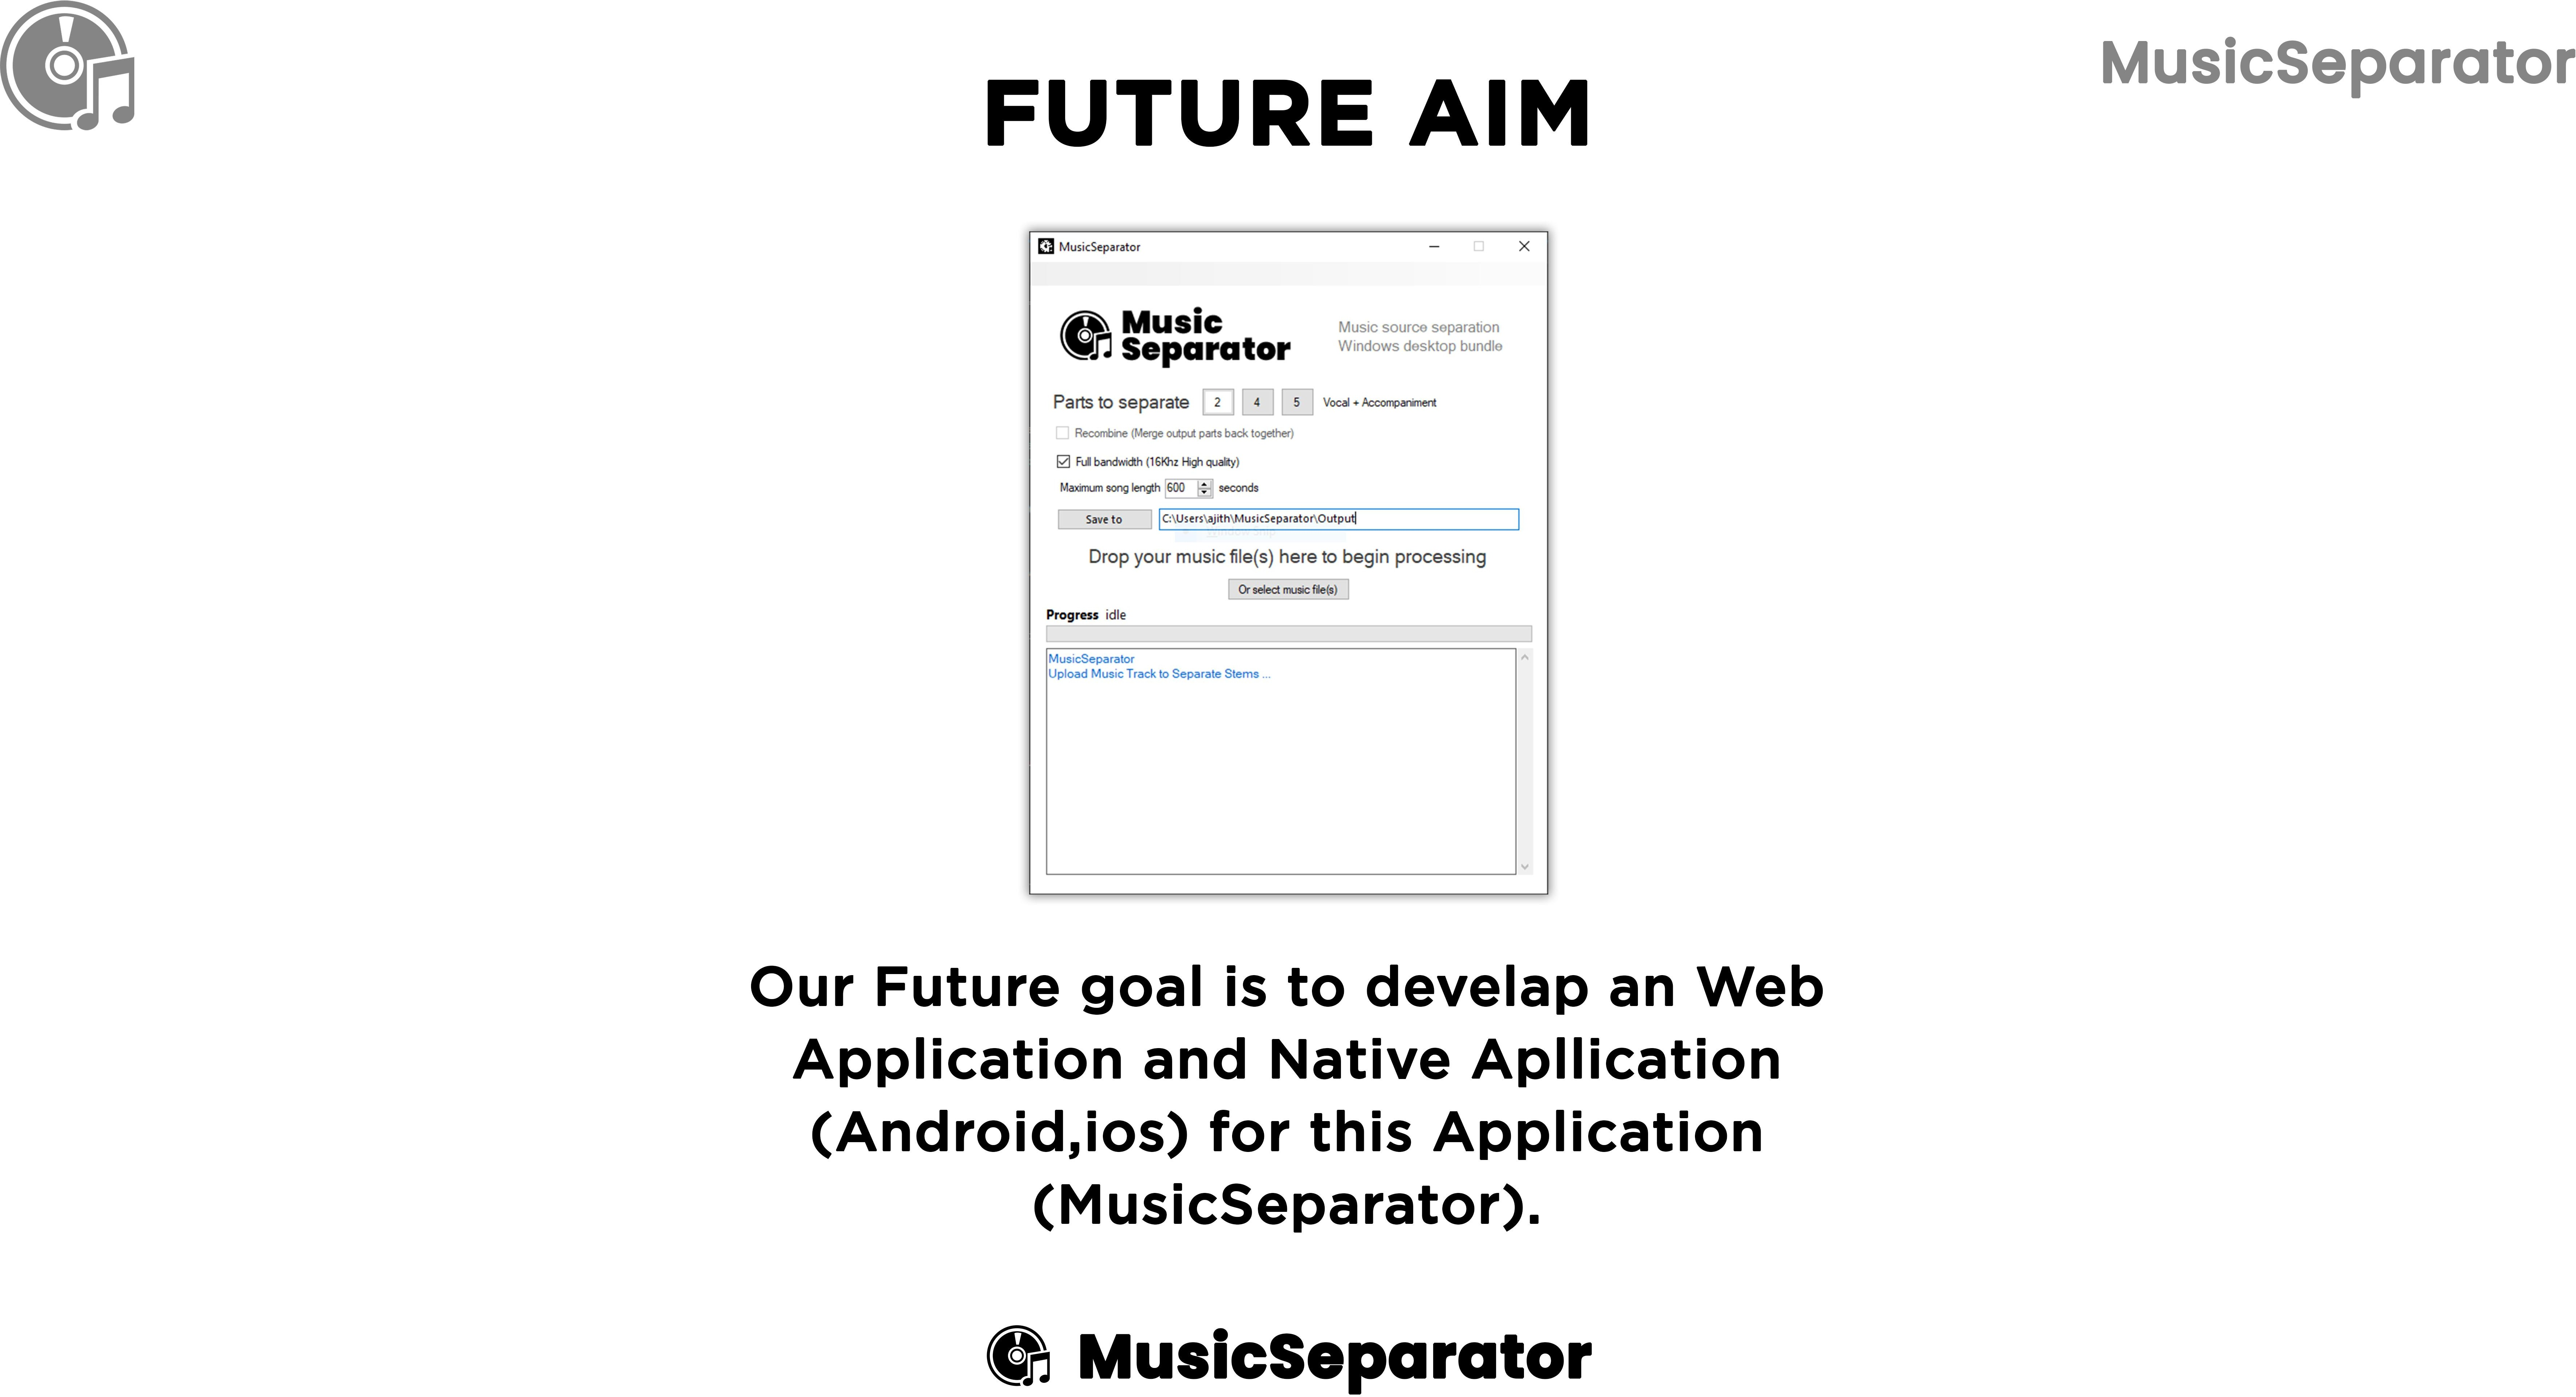 MusicSeparator
FUTURE AIM
MusicSeparator
Music
Separator
Music source separation
Windows desktop bundle
Parts to separate 2 4 5 Vocal + Accompaniment
Recombine (Merge output parts back together)
Full bandwidth (16Khz High quality)
Maximum song length 600 seconds
Save to C:\Users\ajith\MusicSeparator\Output
Drop your music file(s) here to begin processing
Or select music file(s)
Progress idle
MusicSeparator
Upload Music Track to Separate Stems ...
Our Future goal is to develap an Web
Application and Native Apllication
(Android,ios) for this Application
(MusicSeparator).
MusicSeparator